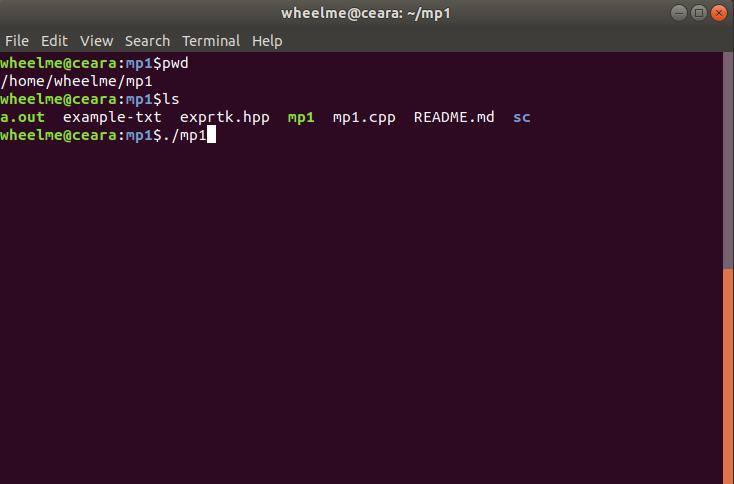 wheelme@ceara: ~/mp1
File Edit View Search Terminal Help
wheelme@ceara:mp1$pwd
/home/wheelme/mp1
wheelme@ceara:mp1$ls
a.out example-txt exprtk.hpp mp1 mp1.cpp README.md sc
wheelme@ceara:mp1$./mp1